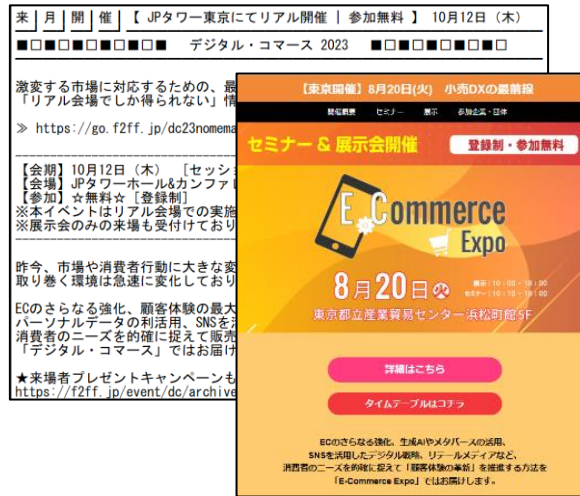 来│月│開│催│【 JPタワー東京にてリアル開催 | 参加無料 】 10月12日（木）
■□■□■□■□■ デジタル・コマース 2023 ■□■□■□■□■□
激変する市場に対応するための、最
「リアル会場でしか得られない」情
≫ https://go.f2ff.jp/dc23nomema
【会期】10月12日（木） [セッショ
【会場】JPタワーホール&カンファレ
【参加】☆無料☆［登録制］
※本イベントはリアル会場での実施
※展示会のみの来場も受付けており
昨今、市場や消費者行動に大きな変
取り巻く環境は急速に変化しており
ECのさらなる強化、顧客体験の最大
パーソナルデータの利活用、SNSを活
消費者のニーズを的確に捉えて販売
「デジタル・コマース」ではお届け
★来場者プレゼントキャンペーンも
https://f2ff.jp/event/dc/archive
【東京開催】8月20日(火) 小売DXの最前線
開催概要 セミナー 展示 参加企業・団体
セミナー & 展示会開催 登録制・参加無料
E-Commerce
Expo
8月20日 火
展示：10:00 - 18:00
セミナー：10:10 - 18:00
東京都立産業貿易センター浜松町館5F
詳細はこちら
タイムテーブルはコチラ
ECのさらなる強化、生成AIやメタバースの活用、
SNSを活用したデジタル戦略、リテールメディアなど、
消費者のニーズを的確に捉えて「顧客体験の革新」を推進する方法を
「E-Commerce Expo」ではお届けします。